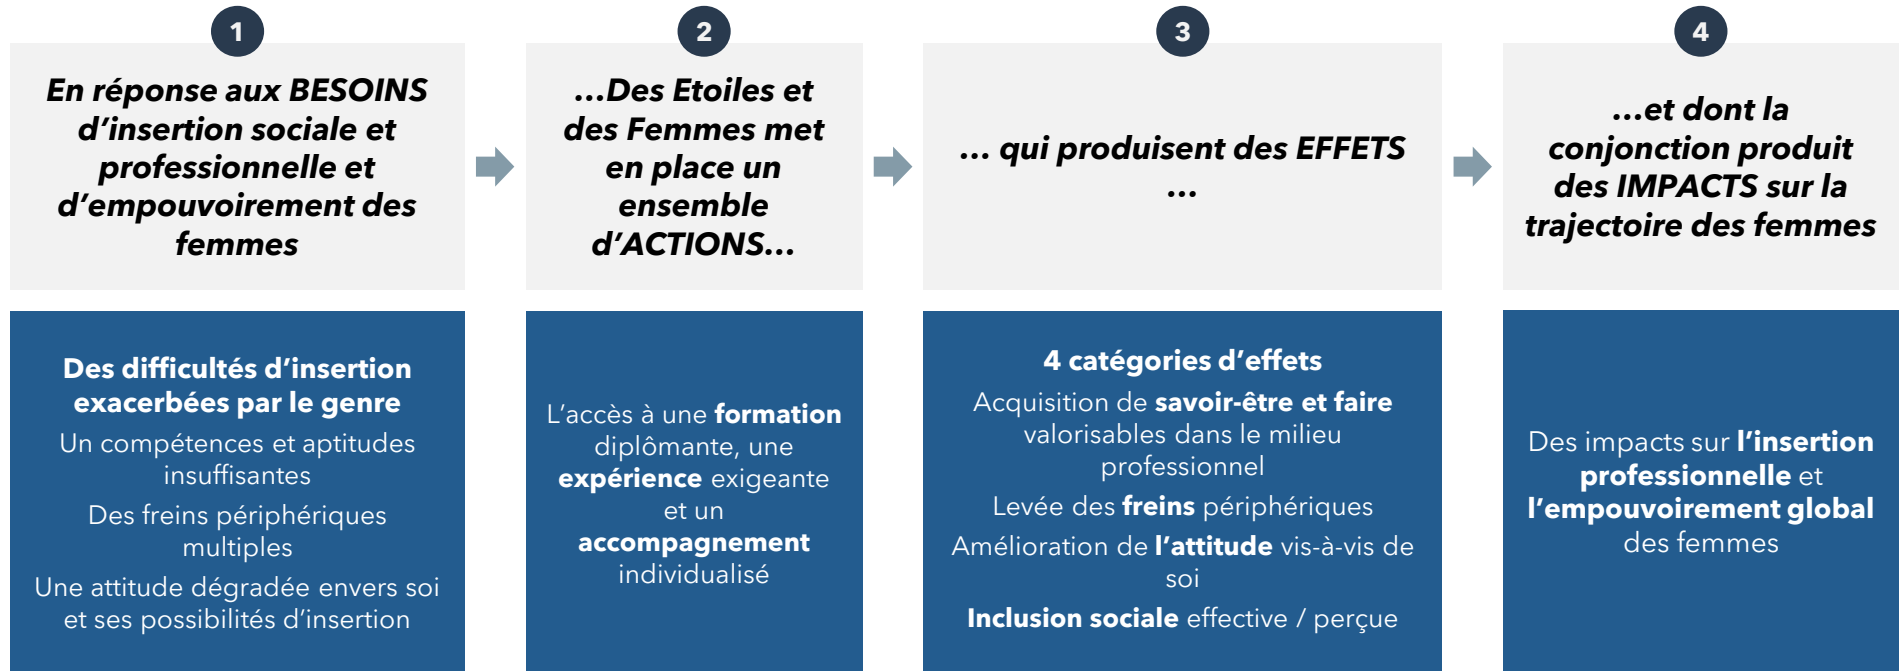 1
En réponse aux BESOINS
d’insertion sociale et
professionnelle et
d’empouvoirement des
femmes
2
…Des Etoiles et
des Femmes met
en place un
ensemble
d’ACTIONS…
3
… qui produisent des EFFETS
…
4
…et dont la
conjonction produit
des IMPACTS sur la
trajectoire des femmes
Des difficultés d’insertion
exacerbées par le genre
Un compétences et aptitudes
insuffisantes
Des freins périphériques
multiples
Une attitude dégradée envers soi
et ses possibilités d’insertion
L’accès à une formation
diplômante, une
expérience exigeante
et un
accompagnement
individualisé
4 catégories d’effets
Acquisition de savoir-être et faire
valorisables dans le milieu
professionnel
Levée des freins périphériques
Amélioration de l’attitude vis-à-vis de
soi
Inclusion sociale effective / perçue
Des impacts sur l’insertion
professionnelle et
l’empouvoirement global
des femmes